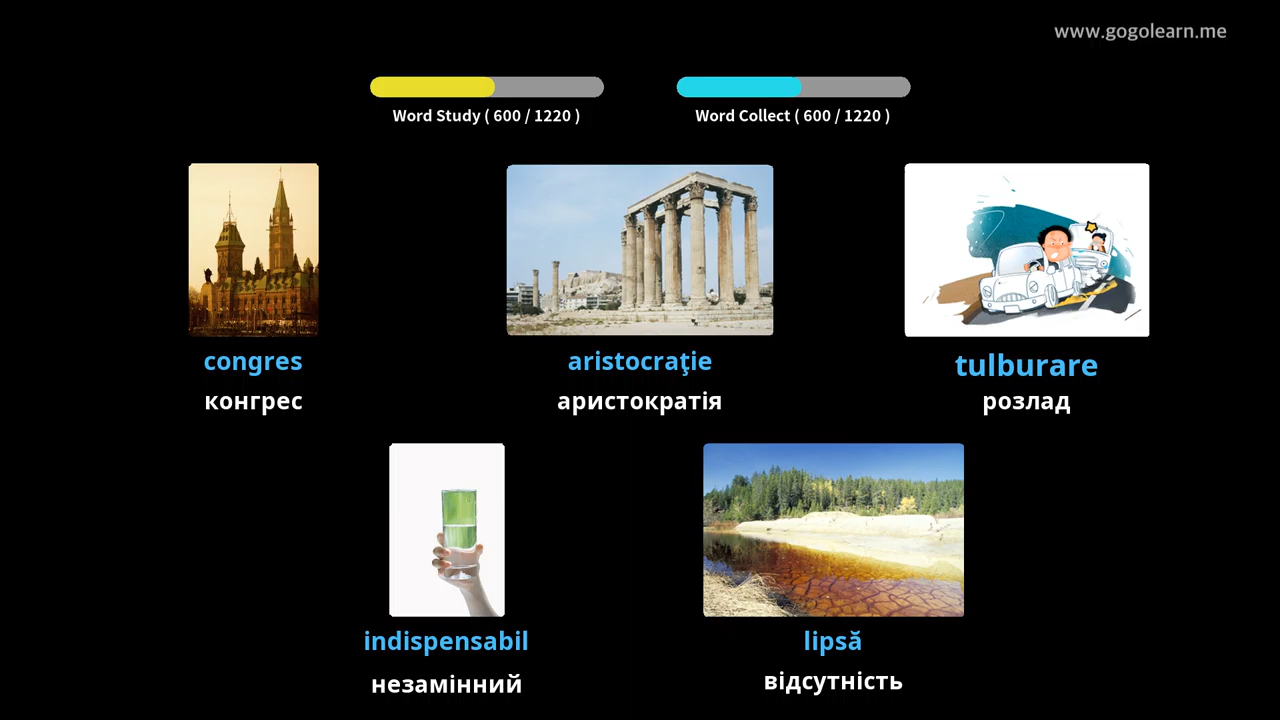 www.gogolearn.me
Word Study ( 600 / 1220 )
Word Collect ( 600 / 1220 )
congres
конгрес
aristocraţie
аристократія
tulburare
розлад
indispensabil
незамінний
lipsă
відсутність